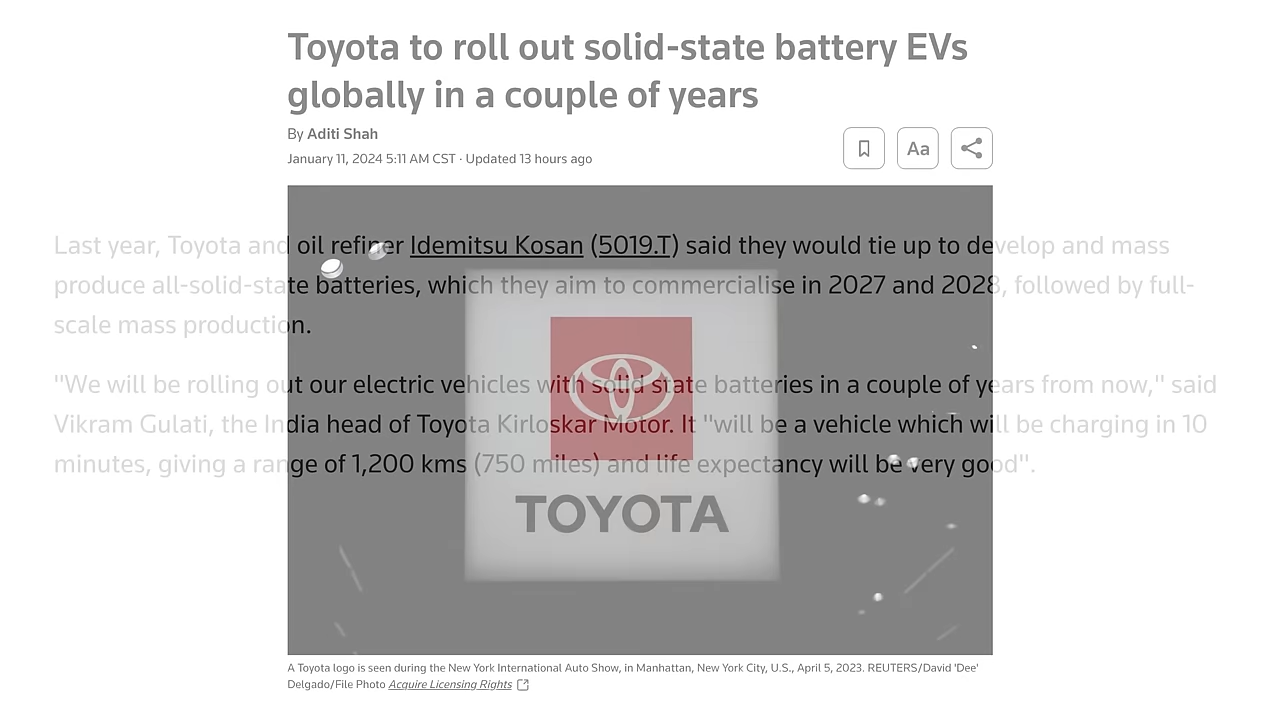 Toyota to roll out solid-state battery EVs
globally in a couple of years
By Aditi Shah
January 11, 2024 5:11 AM CST · Updated 13 hours ago
Aa
Last year, Toyota and oil refiner Idemitsu Kosan (5019.T) said they would tie up to develop and mass
produce all-solid-state batteries, which they aim to commercialise in 2027 and 2028, followed by full-
scale mass production.
"We will be rolling out our electric vehicles with solid state batteries in a couple of years from now," said
Vikram Gulati, the India head of Toyota Kirloskar Motor. It "will be a vehicle which will be charging in 10
minutes, giving a range of 1,200 kms (750 miles) and life expectancy will be very good".
TOYOTA
A Toyota logo is seen during the New York International Auto Show, in Manhattan, New York City, U.S., April 5, 2023. REUTERS/David 'Dee'
Delgado/File Photo Acquire Licensing Rights